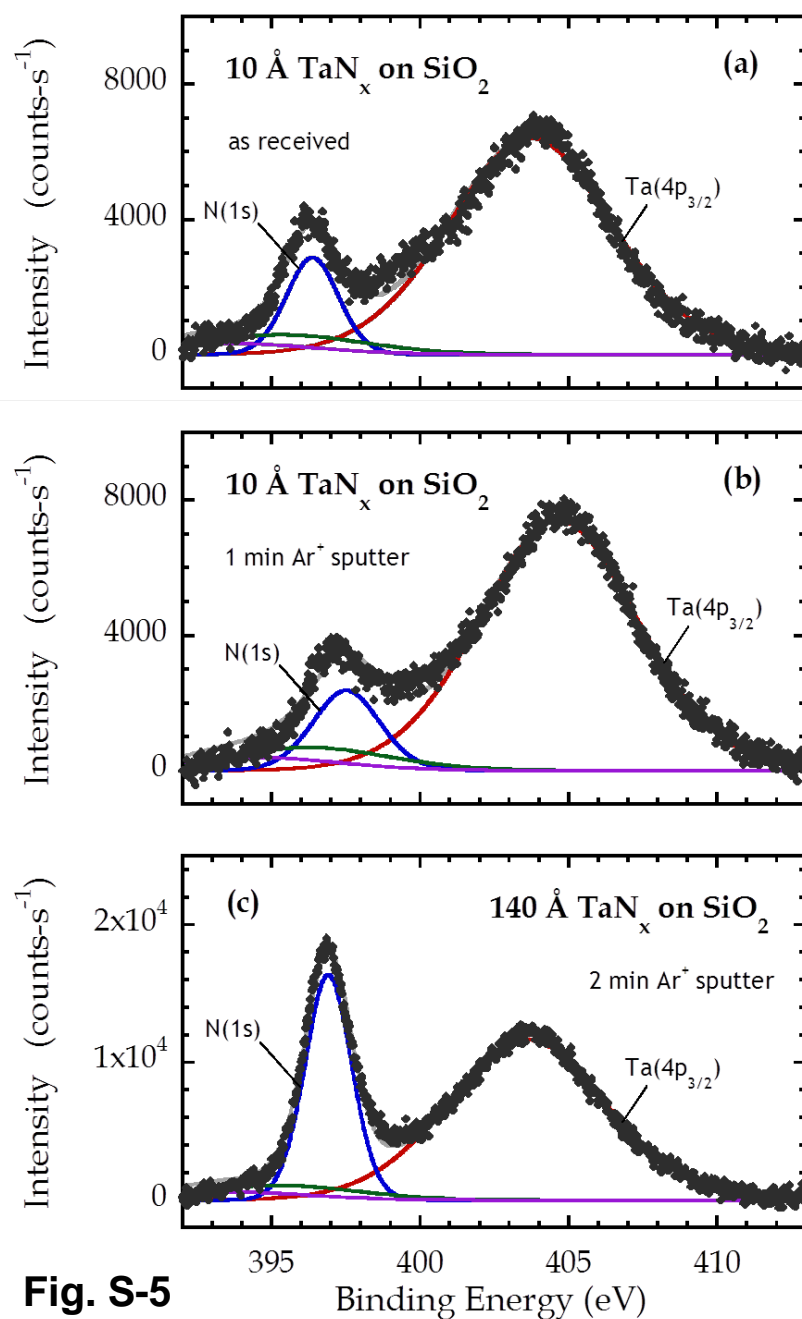 10 Å TaNₓ on SiO₂
(a)
as received
N(1s)
Ta(4p₃/₂)
8000
4000
0
Intensity (counts-s⁻¹)
10 Å TaNₓ on SiO₂
(b)
1 min Ar⁺ sputter
N(1s)
Ta(4p₃/₂)
8000
4000
0
Intensity (counts-s⁻¹)
(c)
140 Å TaNₓ on SiO₂
2 min Ar⁺ sputter
N(1s)
Ta(4p₃/₂)
2x10⁴
1x10⁴
0
Intensity (counts-s⁻¹)
395 400 405 410
Binding Energy (eV)
Fig. S-5